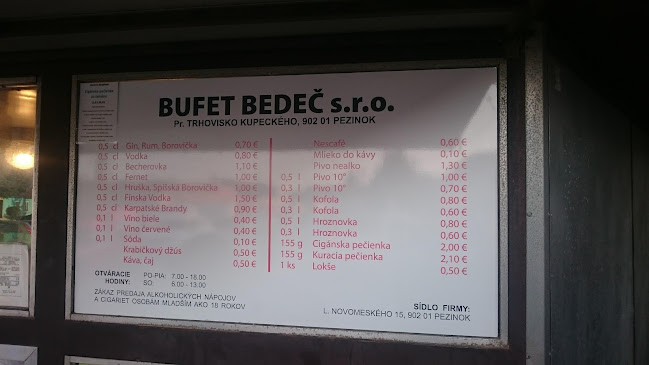 BUFET BEDEČ s.r.o.
Pr. TRHOVISKO KUPECKÉHO, 902 01 PEZINOK
0,5 cl Gin, Rum, Borovička 0,70 €
0,5 cl Vodka 0,80 €
0,5 cl Becherovka 1,10 €
0,5 cl Fernet 1,00 €
0,5 cl Hruška, Spišská Borovička 1,00 €
0,5 cl Fínska Vodka 1,50 €
0,5 cl Karpatské Brandy 0,90 €
0,1 l Víno biele 0,40 €
0,1 l Víno červené 0,40 €
0,1 l Sóda 0,10 €
Krabičkový džús 0,50 €
Káva, čaj 0,50 €
Nescafé 0,60 €
Mlieko do kávy 0,10 €
Pivo nealko 1,30 €
0,5 l Pivo 10° 1,00 €
0,3 l Pivo 10° 0,70 €
0,5 l Kofola 0,80 €
0,3 l Kofola 0,60 €
0,5 l Hroznovka 0,80 €
0,3 l Hroznovka 0,60 €
155 g Cigánska pečienka 2,00 €
155 g Kuracia pečienka 2,10 €
1 ks Lokše 0,50 €
OTVÁRACIE HODINY:
PO-PIA: 7.00 - 18.00
SO: 8.00 - 13.00
ZÁKAZ PREDAJA ALKOHOLICKÝCH NÁPOJOV
A CIGARIET OSOBÁM MLADŠÍM AKO 18 ROKOV
SÍDLO FIRMY:
L. NOVOMESKÉHO 15, 902 01 PEZINOK